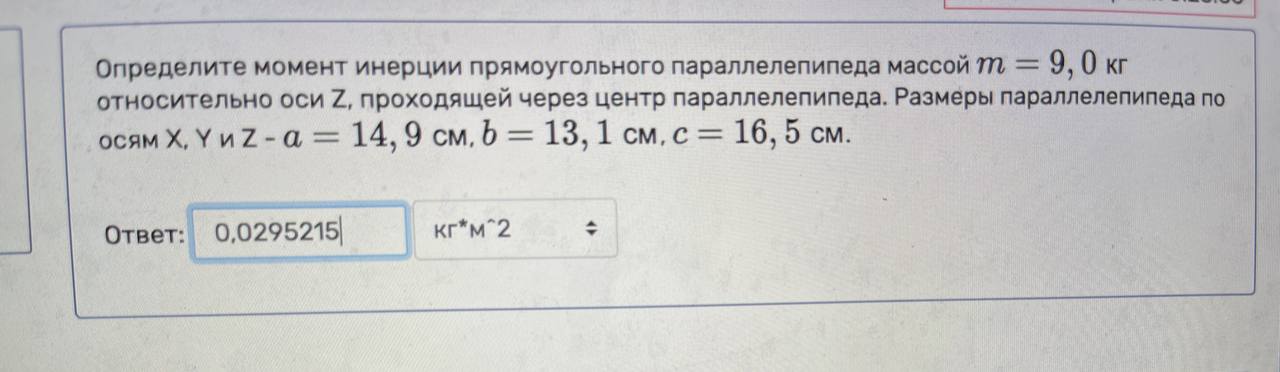 Определите момент инерции прямоугольного параллелепипеда массой m = 9, 0 кг
относительно оси Z, проходящей через центр параллелепипеда. Размеры параллелепипеда по
осям X, Y и Z - a = 14, 9 см, b = 13, 1 см, c = 16, 5 см.
Ответ: 0,0295215 кг*м^2